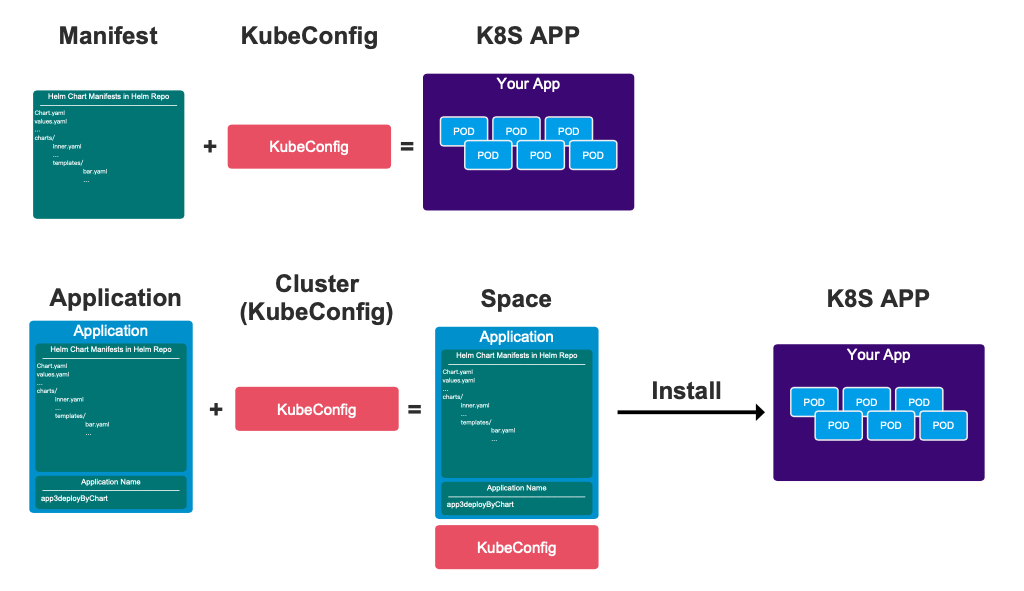 Manifest
KubeConfig
K8S APP
Helm Chart Manifests in Helm Repo
Chart.yaml
values.yaml
...
charts/
inner.yaml
...
templates/
bar.yaml
...
+
KubeConfig
=
Your App
POD POD POD
POD POD POD
Application
Cluster
(KubeConfig)
Space
K8S APP
Application
Helm Chart Manifests in Helm Repo
Chart.yaml
values.yaml
...
charts/
inner.yaml
...
templates/
bar.yaml
...
Application Name
app3deployByChart
+
KubeConfig
=
Application
Helm Chart Manifests in Helm Repo
Chart.yaml
values.yaml
...
charts/
inner.yaml
...
templates/
bar.yaml
...
Application Name
app3deployByChart
KubeConfig
Install
Your App
POD POD POD
POD POD POD